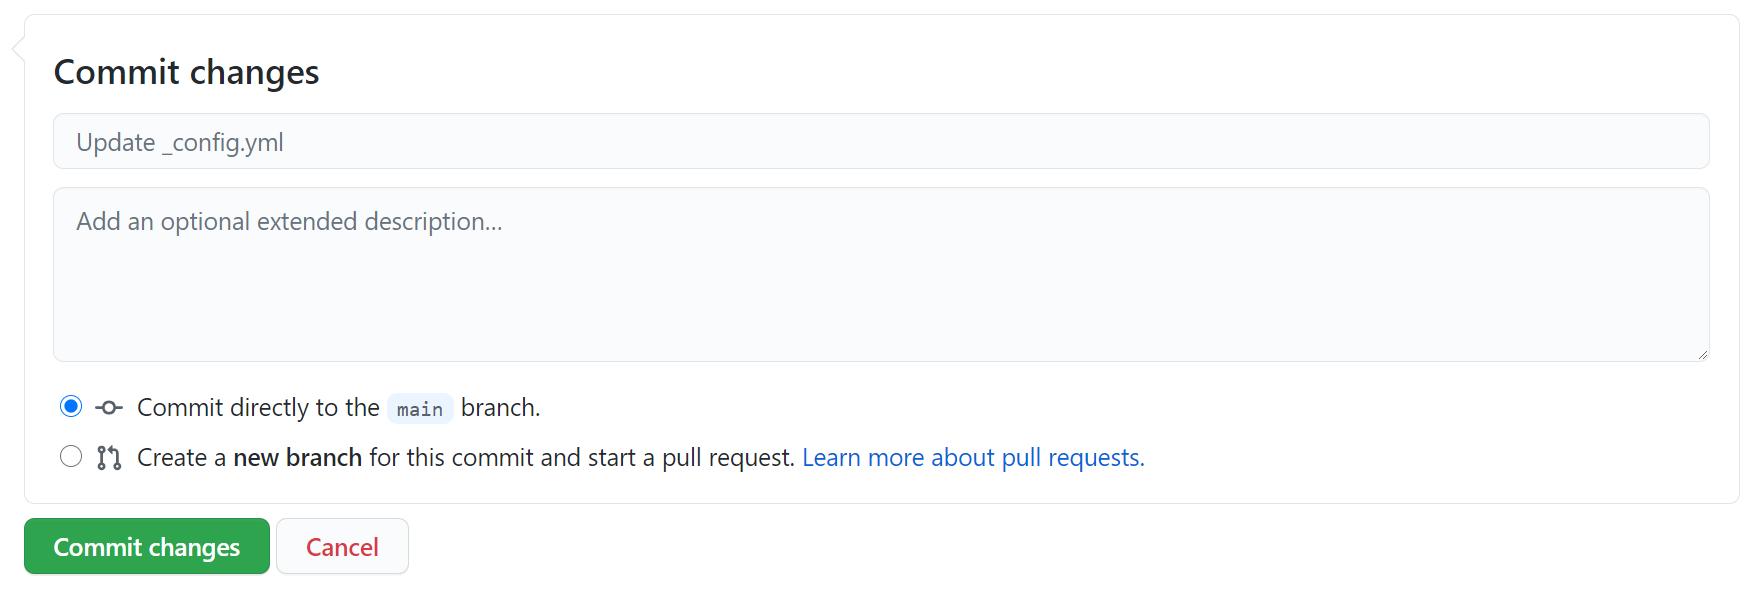 Commit changes
Update _config.yml
Add an optional extended description...
Commit directly to the main branch.
Create a new branch for this commit and start a pull request. Learn more about pull requests.
Commit changes Cancel